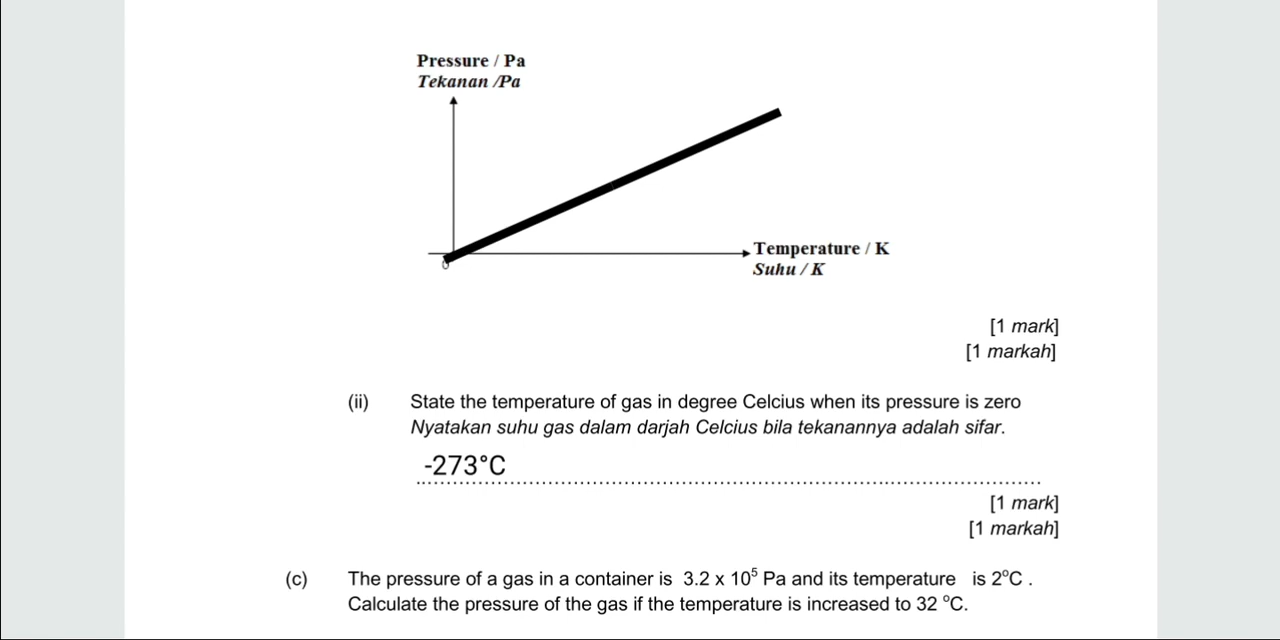 Pressure / Pa
Tekanan /Pa
Temperature / K
Suhu / K
0
[1 mark]
[1 markah]
(ii) State the temperature of gas in degree Celcius when its pressure is zero
Nyatakan suhu gas dalam darjah Celcius bila tekanannya adalah sifar.
-273°C
[1 mark]
[1 markah]
(c) The pressure of a gas in a container is 3.2 x 10⁵ Pa and its temperature is 2°C .
Calculate the pressure of the gas if the temperature is increased to 32 °C.